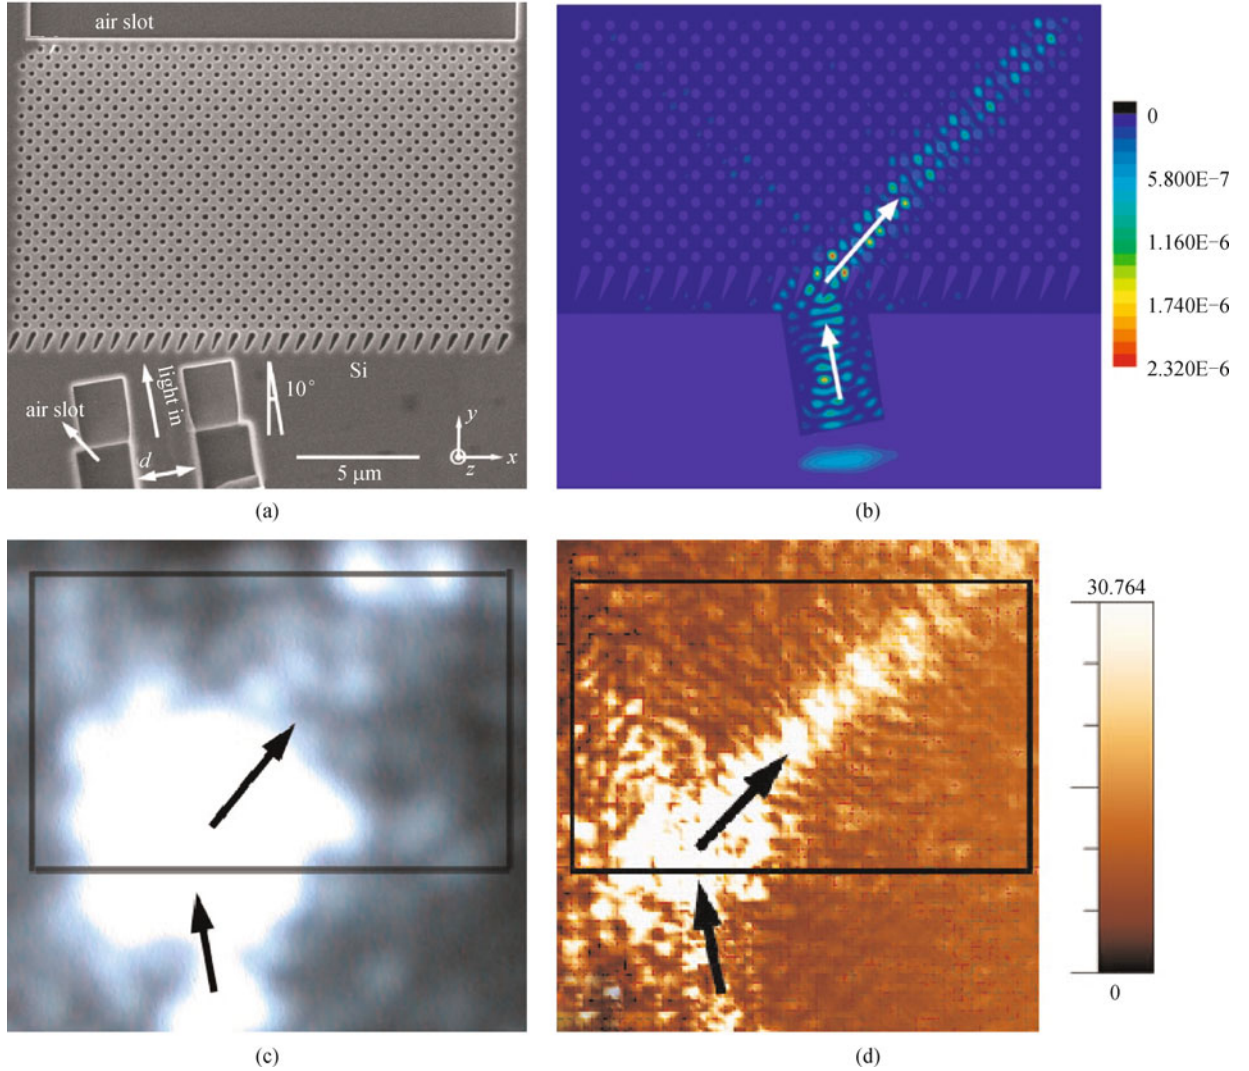 air slot
Si
light in
10°
air slot
d
y
x
z
5 μm
(a)
0
5.800E−7
1.160E−6
1.740E−6
2.320E−6
(b)
(c)
30.764
0
(d)